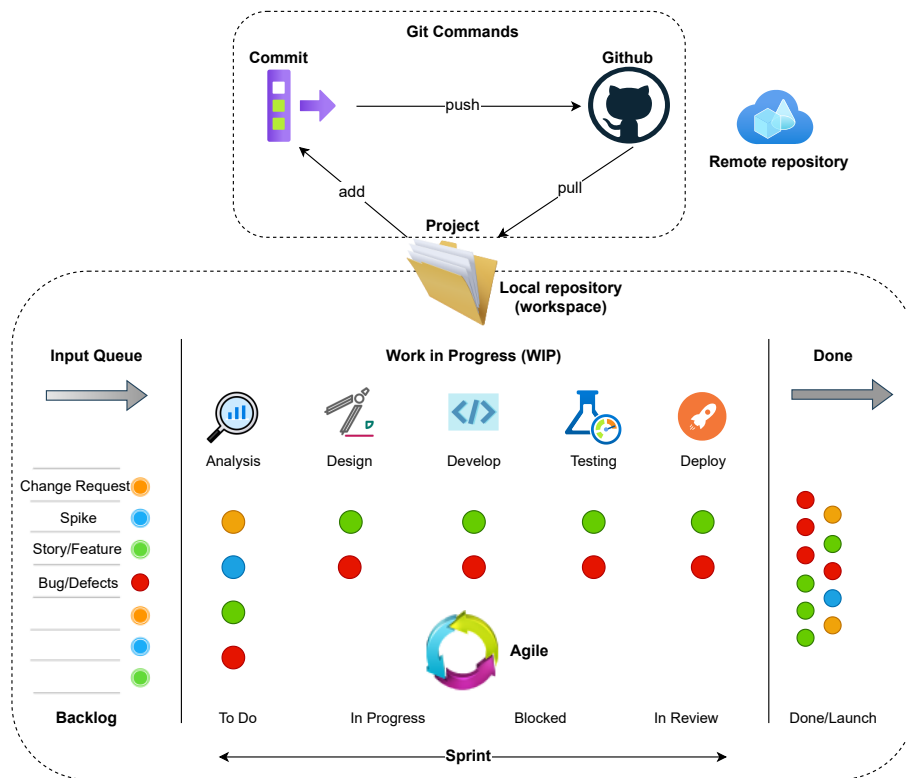 Git Commands
Commit
Github
push
Remote repository
add
pull
Project
Local repository
(workspace)
Input Queue
Work in Progress (WIP)
Done
Analysis
Design
Develop
Testing
Deploy
Change Request
Spike
Story/Feature
Bug/Defects
Agile
Backlog
To Do
In Progress
Blocked
In Review
Done/Launch
Sprint